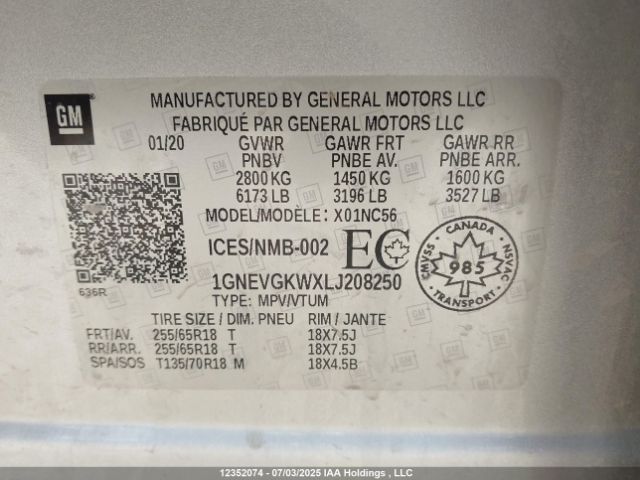 GM
MANUFACTURED BY GENERAL MOTORS LLC
FABRIQUÉ PAR GENERAL MOTORS LLC
01/20 GVWR GAWR FRT GAWR RR
PNBV PNBE AV. PNBE ARR.
2800 KG 1450 KG 1600 KG
6173 LB 3196 LB 3527 LB
MODEL/MODÈLE: X01NC56
ICES/NMB-002 EC
CANADA
CMVSS 985 NSVAC
TRANSPORT
636R
1GNEVGKWXLJ208250
TYPE: MPV/VTUM
TIRE SIZE / DIM. PNEU RIM / JANTE
FRT/AV. 255/65R18 T 18X7.5J
RR/ARR. 255/65R18 T 18X7.5J
SPA/SOS T135/70R18 M 18X4.5B
12352074 - 07/03/2025 IAA Holdings , LLC